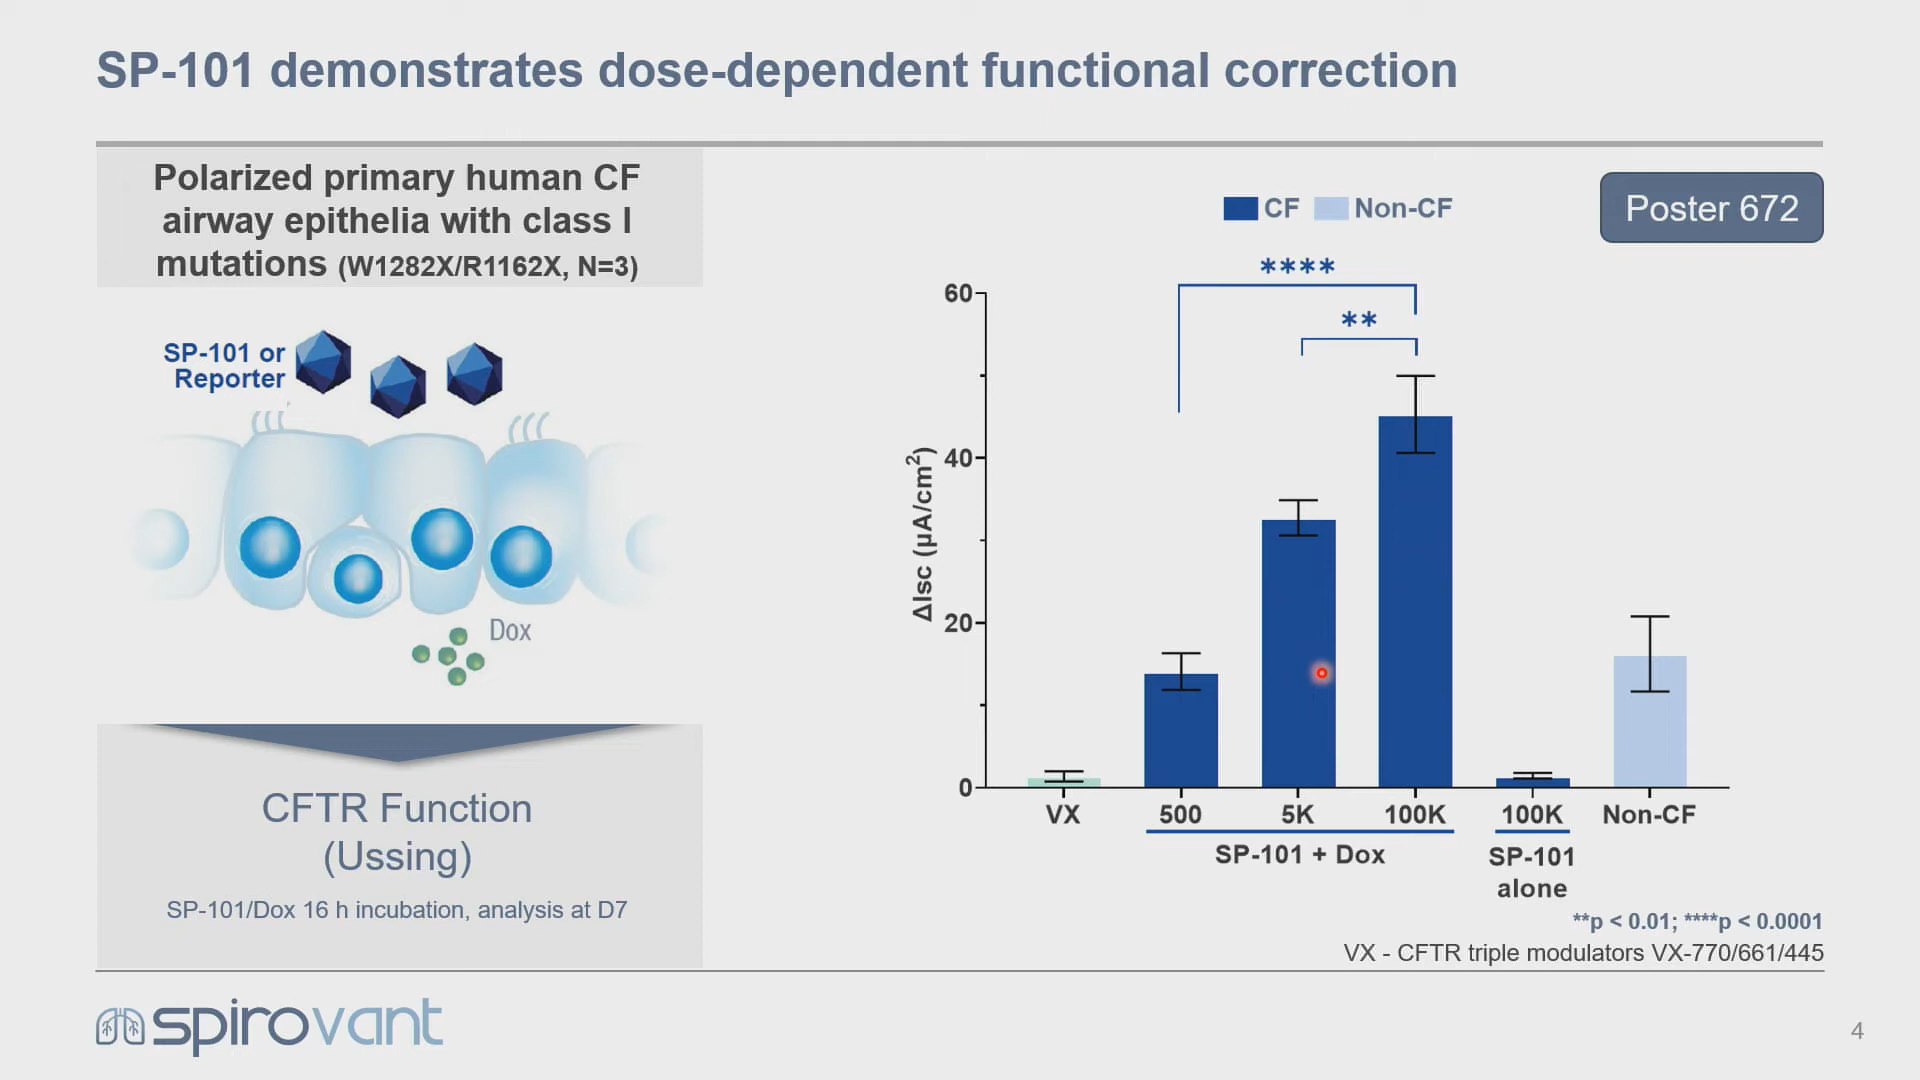 SP-101 demonstrates dose-dependent functional correction
Polarized primary human CF
airway epithelia with class I
mutations (W1282X/R1162X, N=3)
SP-101 or
Reporter
Dox
CFTR Function
(Ussing)
SP-101/Dox 16 h incubation, analysis at D7
Poster 672
CF Non-CF
****
**
ΔIsc (µA/cm²)
60
40
20
0
VX 500 5K 100K 100K Non-CF
SP-101 + Dox
SP-101
alone
**p < 0.01; ****p < 0.0001
VX - CFTR triple modulators VX-770/661/445
spirovant
4